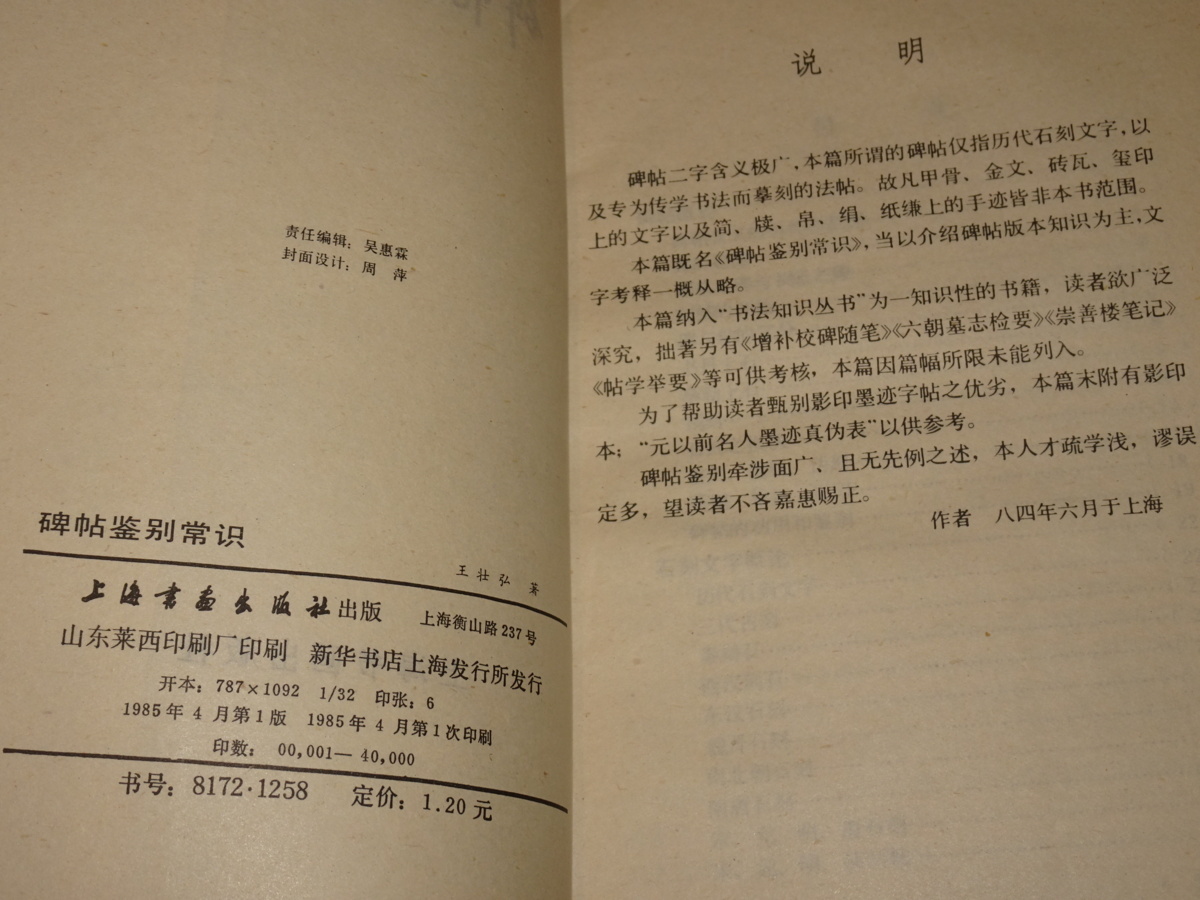 责任编辑：吴惠霖
封面设计：周 萍
碑帖鉴别常识
王壮弘 著
上海书画出版社出版 上海衡山路237号
山东莱西印刷厂印刷 新华书店上海发行所发行
开本：787×1092 1/32 印张：6
1985年4月第1版 1985年4月第1次印刷
印数：00,001—40,000
书号：8172·1258 定价：1.20元
说 明
碑帖二字含义极广，本篇所谓的碑帖仅指历代石刻文字，以
及专为传学书法而摹刻的法帖。故凡甲骨、金文、砖瓦、玺印
上的文字以及简、牍、帛、绢、纸缣上的手迹皆非本书范围。
本篇既名《碑帖鉴别常识》，当以介绍碑帖版本知识为主，文
字考释一概从略。
本篇纳入“书法知识丛书”为一知识性的书籍，读者欲广泛
深究，拙著另有《增补校碑随笔》《六朝墓志检要》《崇善楼笔记》
《帖学举要》等可供考核，本篇因篇幅所限未能列入。
为了帮助读者甄别影印墨迹字帖之优劣，本篇末附有影印
本；“元以前名人墨迹真伪表”以供参考。
碑帖鉴别牵涉面广、且无先例之述，本人才疏学浅，谬误
定多，望读者不吝嘉惠赐正。
作者 八四年六月于上海